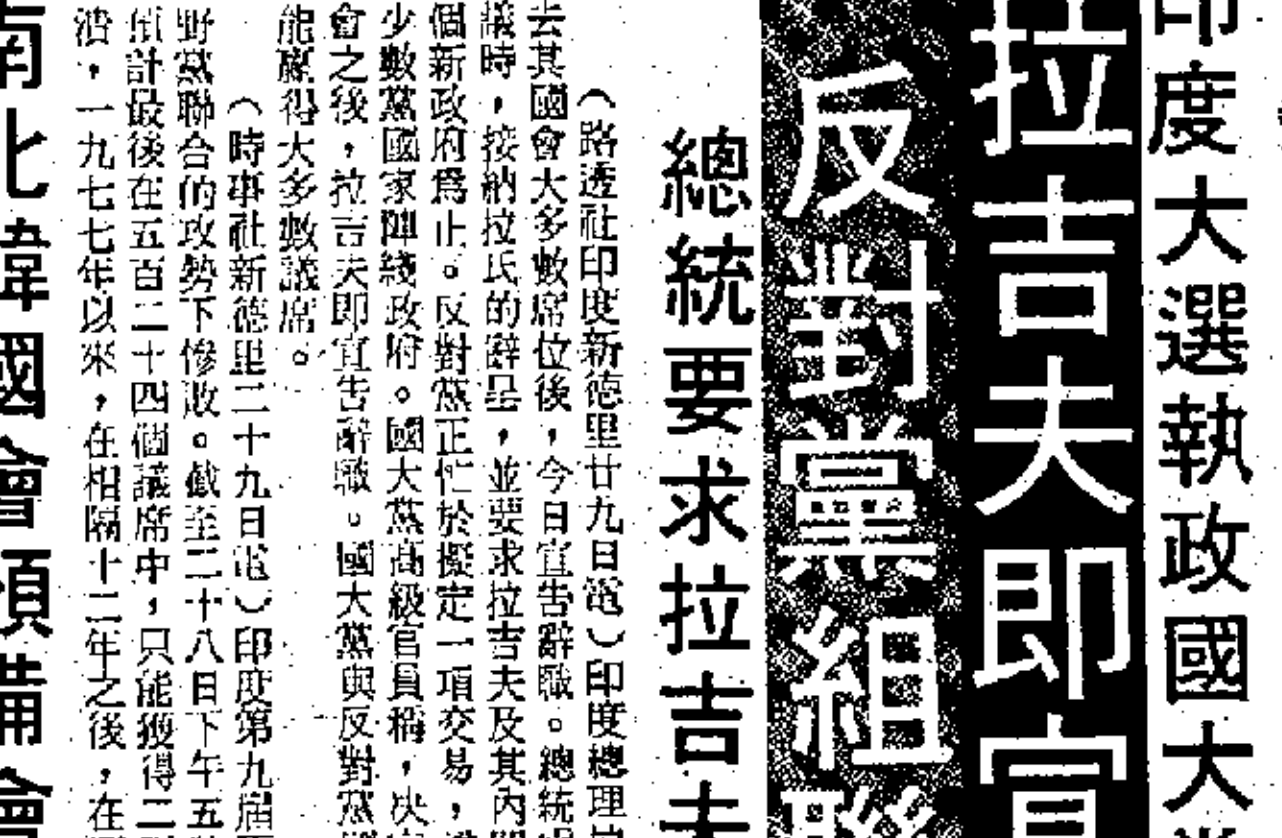 印度大選執政國大
拉吉夫即宣
反對黨組聯
總統要求拉吉夫
（路透社印度新德里廿九日電）印度總理
去其國會大多數席位後，今日宣告辭職。總統
議時，按納拉氏的辭呈，並要求拉吉夫及其內閣
個新政府爲止。反對黨正忙於擬定一項交易，
少數黨國家陣綫政府。國大黨高級官員稱，決
會之後，拉吉夫即宣告辭職。國大黨與反對黨
能贏得大多數議席。
（時事社新德里二十九日電）印度第九屆
野黨聯合的攻勢下慘敗。截至二十八日下午五
估計最後在五百二十四個議席中，只能獲得二
沿，一九七七年以來，在相隔十二年之後，在
南北韓國會預備會